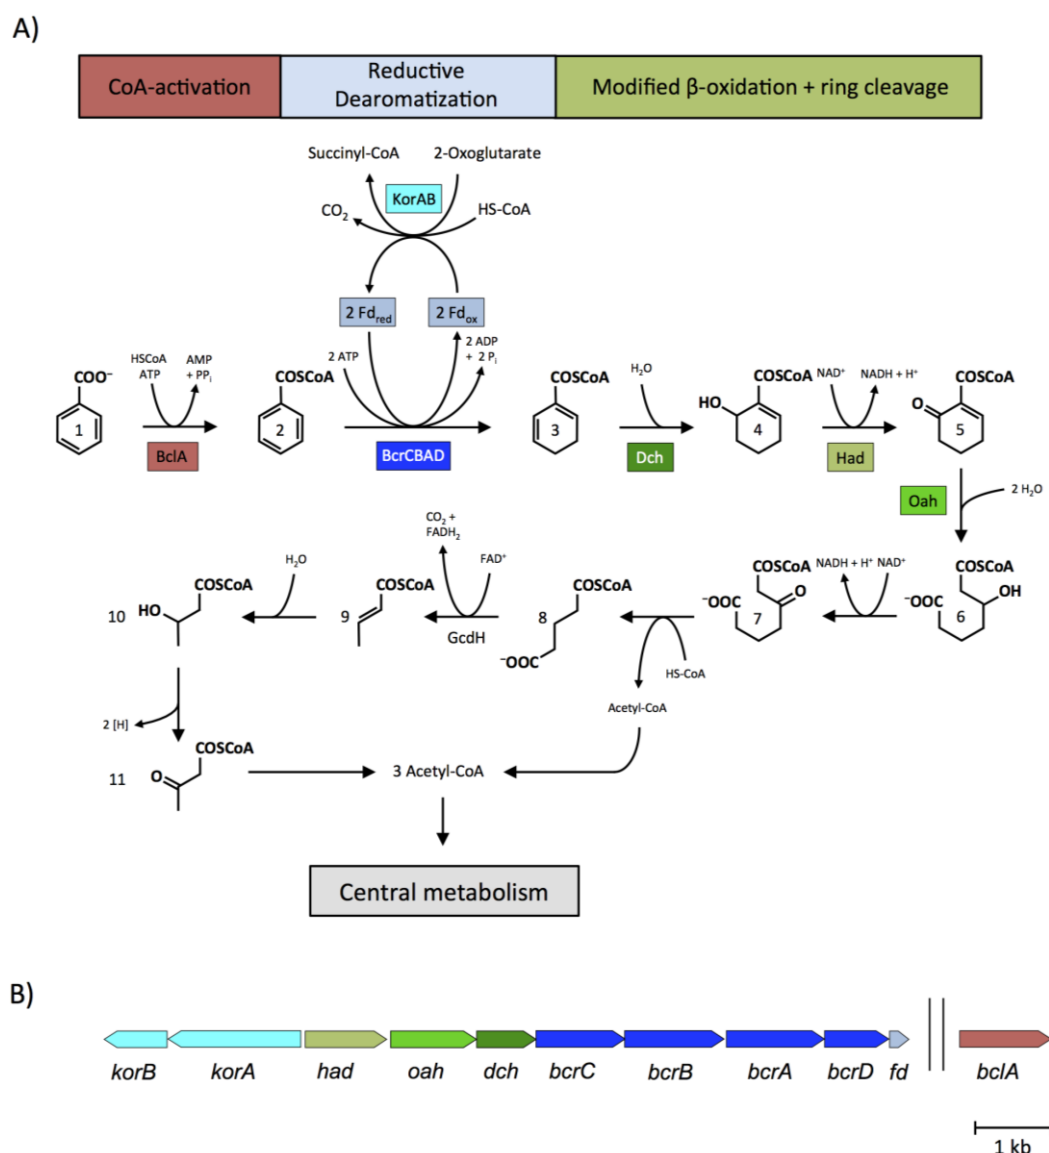 A)
CoA-activation
Reductive
Dearomatization
Modified β-oxidation + ring cleavage
Succinyl-CoA
2-Oxoglutarate
KorAB
CO₂
HS-CoA
2 Fd_red
2 Fd_ox
HSCoA
ATP
AMP
+ PPᵢ
2 ATP
2 ADP
+ 2 Pᵢ
H₂O
NAD⁺
NADH + H⁺
COO⁻
COSCoA
COSCoA
COSCoA
COSCoA
HO
O
1
2
3
4
5
BclA
BcrCBAD
Dch
Had
Oah
2 H₂O
CO₂ +
FADH₂
FAD⁺
H₂O
NADH + H⁺
NAD⁺
COSCoA
COSCoA
COSCoA
COSCoA
COSCoA
10
HO
9
GcdH
8
⁻OOC
⁻OOC
7
O
⁻OOC
6
OH
HS-CoA
Acetyl-CoA
2 [H]
COSCoA
11
O
3 Acetyl-CoA
Central metabolism
B)
korB
korA
had
oah
dch
bcrC
bcrB
bcrA
bcrD
fd
bclA
1 kb